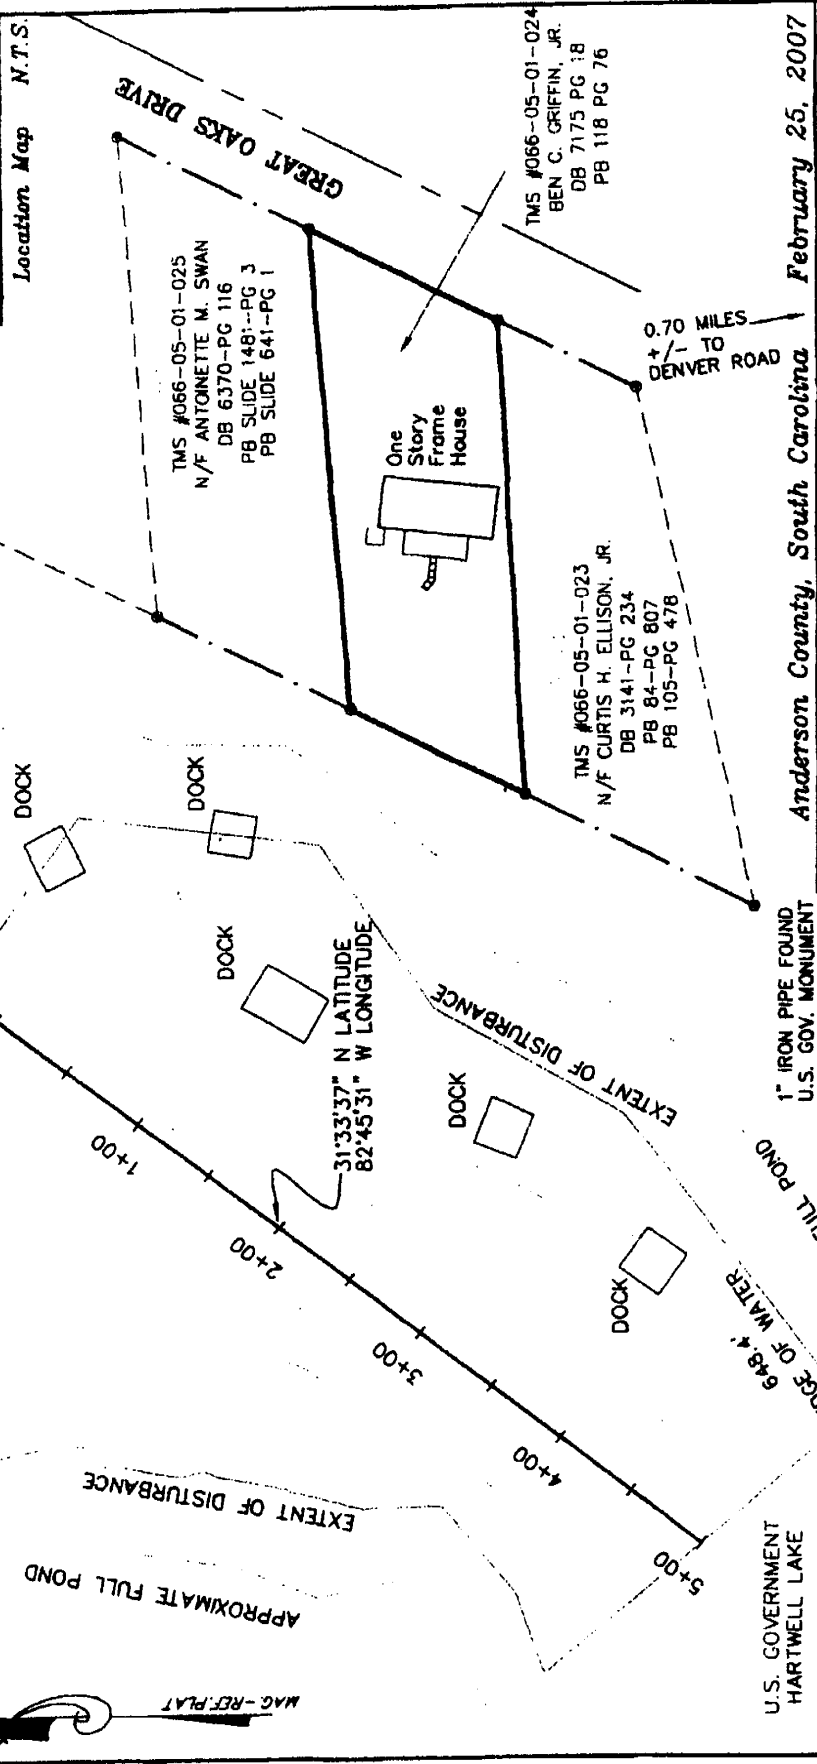 Location Map N.T.S.
GREAT OAKS DRIVE
TMS #066-05-01-024
BEN C. GRIFFIN, JR.
DB 7175 PG 18
PB 118 PG 76
TMS #066-05-01-025
N/F ANTOINETTE M. SWAN
DB 6370-PG 116
PB SLIDE 1481--PG 3
PB SLIDE 641--PG 1
0.70 MILES
+/- TO
DENVER ROAD
One
Story
Frame
House
TMS #066-05-01-023
N/F CURTIS H. ELLISON, JR.
DB 3141-PG 234
PB 84-PG 807
PB 105-PG 478
Anderson County, South Carolina February 25, 2007
1" IRON PIPE FOUND
U.S. GOV. MONUMENT
DOCK
DOCK
DOCK
DOCK
DOCK
31°33'37" N LATITUDE
82°45'31" W LONGITUDE
EXTENT OF DISTURBANCE
FULL POND
648.4'
EDGE OF WATER
1+00
2+00
3+00
4+00
5+00
EXTENT OF DISTURBANCE
APPROXIMATE FULL POND
U.S. GOVERNMENT
HARTWELL LAKE
MAG.-REF.PLAT